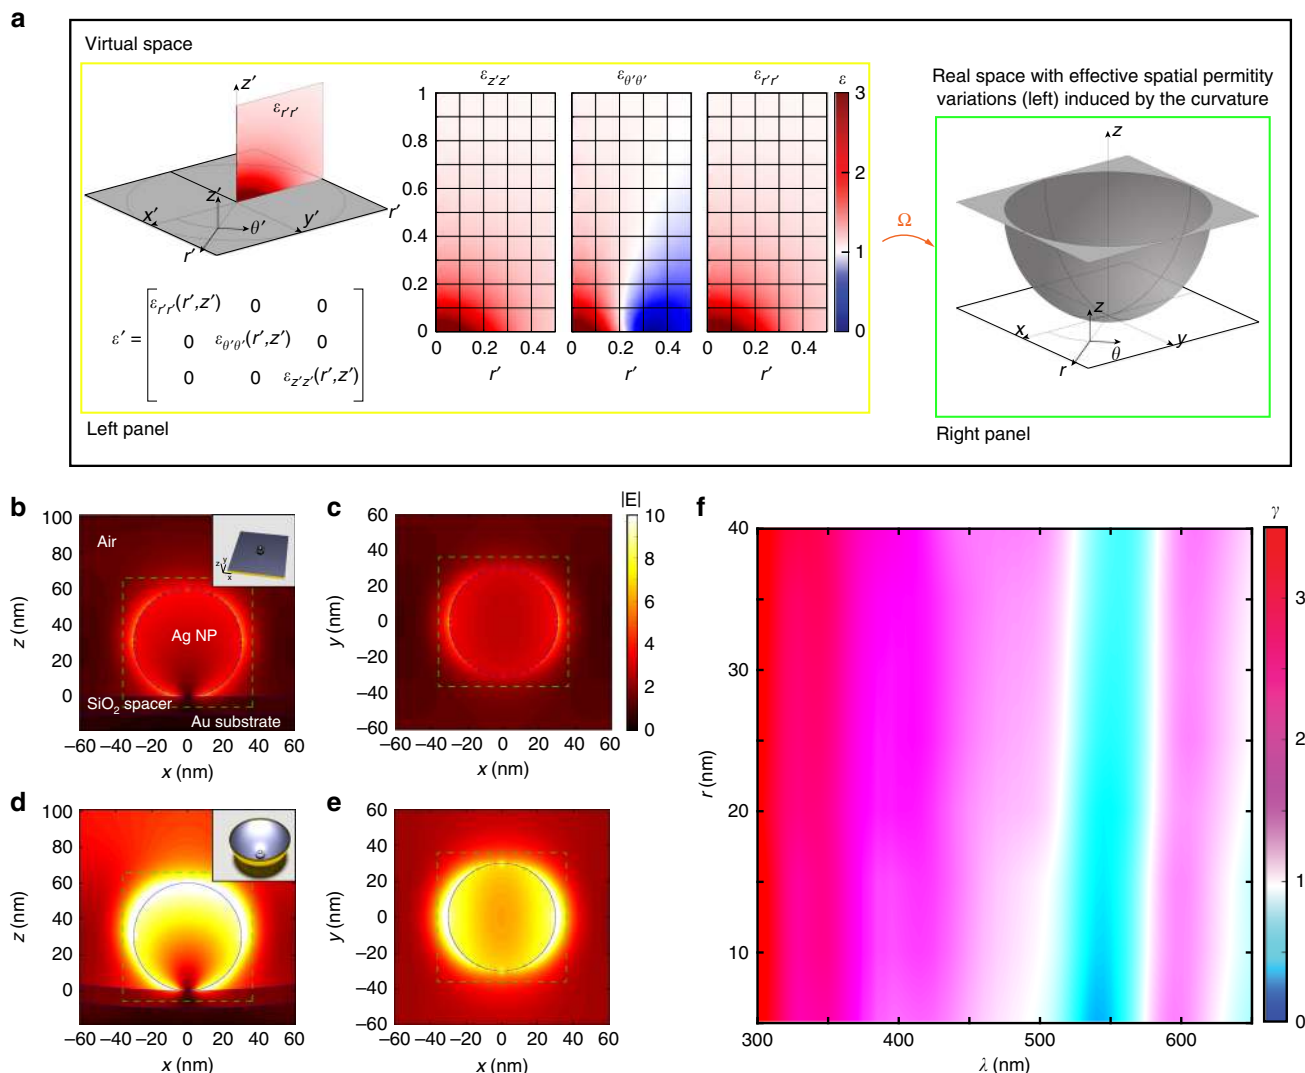 a
Virtual space
z′
ε_{r′r′}
z′
x′
θ′
y′
r′
r′
ε′ =
ε_{r′r′}(r′,z′) 0 0
0 ε_{θ′θ′}(r′,z′) 0
0 0 ε_{z′z′}(r′,z′)
ε_{z′z′} ε_{θ′θ′} ε_{r′r′} ε
1
0.8
0.6
0.4
0.2
0
0 0.2 0.4
0 0.2 0.4
0 0.2 0.4
r′ r′ r′
3
2
1
0
Left panel
Ω
Real space with effective spatial permitity
variations (left) induced by the curvature
z
z
x
y
θ
r
Right panel
b
100
80
60
40
20
0
z (nm)
Air
Ag NP
SiO₂ spacer
Au substrate
z y
x
−60 −40 −20 0 20 40 60
x (nm)
c
60
40
20
0
−20
−40
−60
y (nm)
−60 −40 −20 0 20 40 60
x (nm)
|E|
10
8
6
4
2
0
d
100
80
60
40
20
0
z (nm)
−60 −40 −20 0 20 40 60
x (nm)
e
60
40
20
0
−20
−40
−60
y (nm)
−60 −40 −20 0 20 40 60
x (nm)
f
40
30
20
10
r (nm)
300 400 500 600
λ (nm)
γ
3
2
1
0